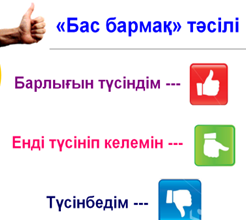 «Бас бармақ» тәсілі
Барлығын түсіндім ---
Енді түсініп келемін ---
Түсінбедім ---